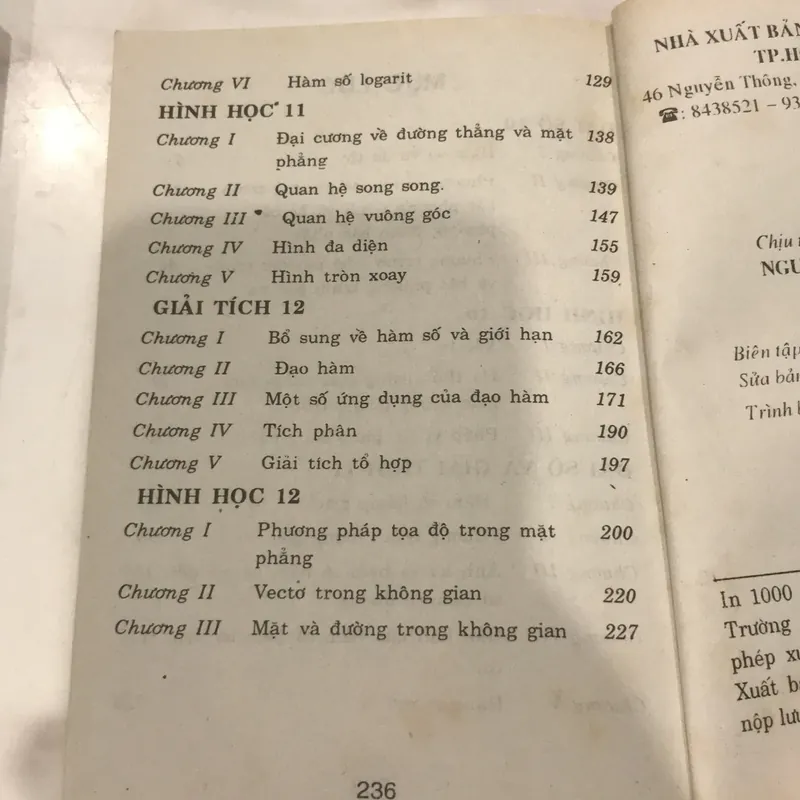 Chương VI Hàm số logarit 129
HÌNH HỌC 11
Chương I Đại cương về đường thẳng và mặt 138
phẳng
Chương II Quan hệ song song. 139
Chương III Quan hệ vuông góc 147
Chương IV Hình đa diện 155
Chương V Hình tròn xoay 159
GIẢI TÍCH 12
Chương I Bổ sung về hàm số và giới hạn 162
Chương II Đạo hàm 166
Chương III Một số ứng dụng của đạo hàm 171
Chương IV Tích phân 190
Chương V Giải tích tổ hợp 197
HÌNH HỌC 12
Chương I Phương pháp tọa độ trong mặt 200
phẳng
Chương II Vectơ trong không gian 220
Chương III Mặt và đường trong không gian 227
236
NHÀ XUẤT BẢN
TP.H
46 Nguyễn Thông,
☎: 8438521 – 93
Chịu t
NGU
Biên tập
Sửa bản
Trình b
In 1000
Trường
phép xu
Xuất b
nộp lưu